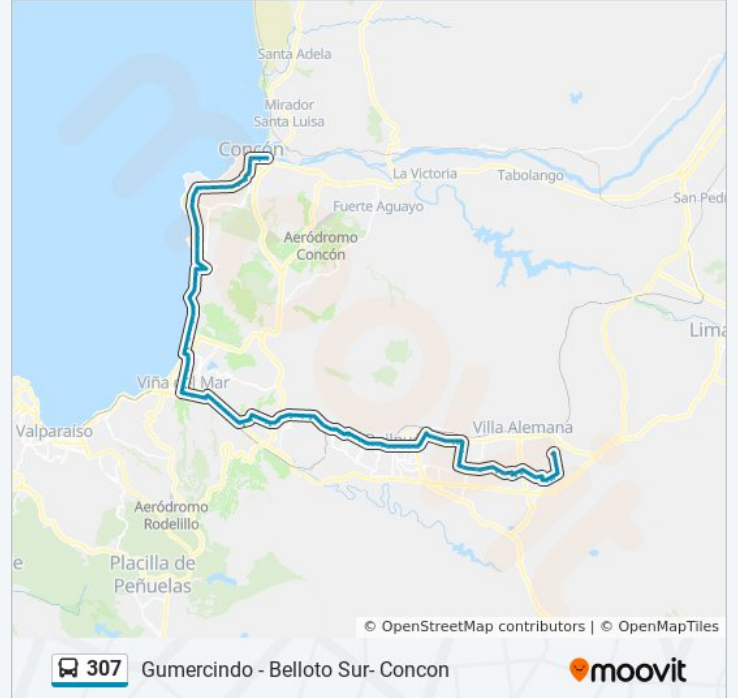 Santa Adela
Mirador
Santa Luisa
Concón
La Victoria
Tabolango
San Ped
Fuerte Aguayo
Aeródromo
Concón
Lima
Viña del Mar
Villa Alemana
Valparaíso
Aeródromo
Rodelillo
e
Placilla de
Peñuelas
© OpenStreetMap contributors | © OpenMapTiles
307 Gumercindo - Belloto Sur- Concon
moovit